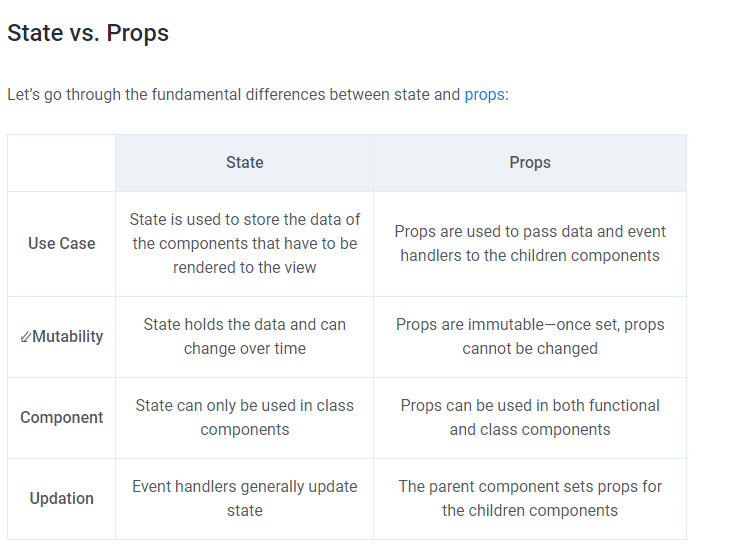 State vs. Props
Let’s go through the fundamental differences between state and props:
State
Props
Use Case
State is used to store the data of
the components that have to be
rendered to the view
Props are used to pass data and event
handlers to the children components
Mutability
State holds the data and can
change over time
Props are immutable—once set, props
cannot be changed
Component
State can only be used in class
components
Props can be used in both functional
and class components
Updation
Event handlers generally update
state
The parent component sets props for
the children components